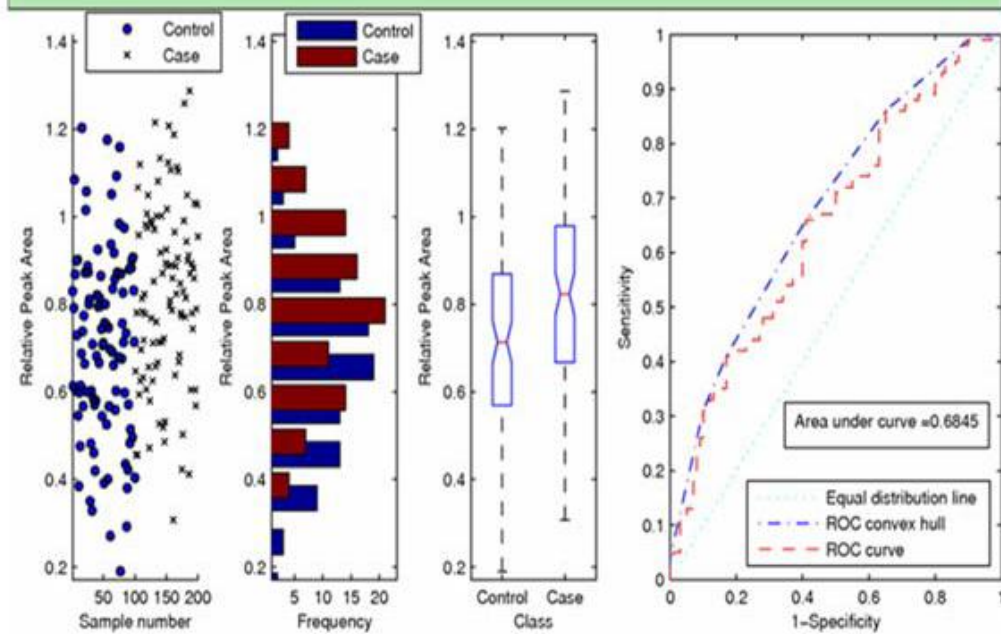 Control
Case
1.4
1.2
1
0.8
0.6
0.4
0.2
Relative Peak Area
50 100 150 200
Sample number
Control
Case
1.4
1.2
1
0.8
0.6
0.4
0.2
Relative Peak Area
5 10 15 20
Frequency
1.4
1.2
1
0.8
0.6
0.4
0.2
Relative Peak Area
Control Case
Class
1
0.9
0.8
0.7
0.6
0.5
0.4
0.3
0.2
0.1
0
Sensitivity
Area under curve =0.6845
Equal distribution line
ROC convex hull
ROC curve
0 0.2 0.4 0.6 0.8 1
1-Specificity